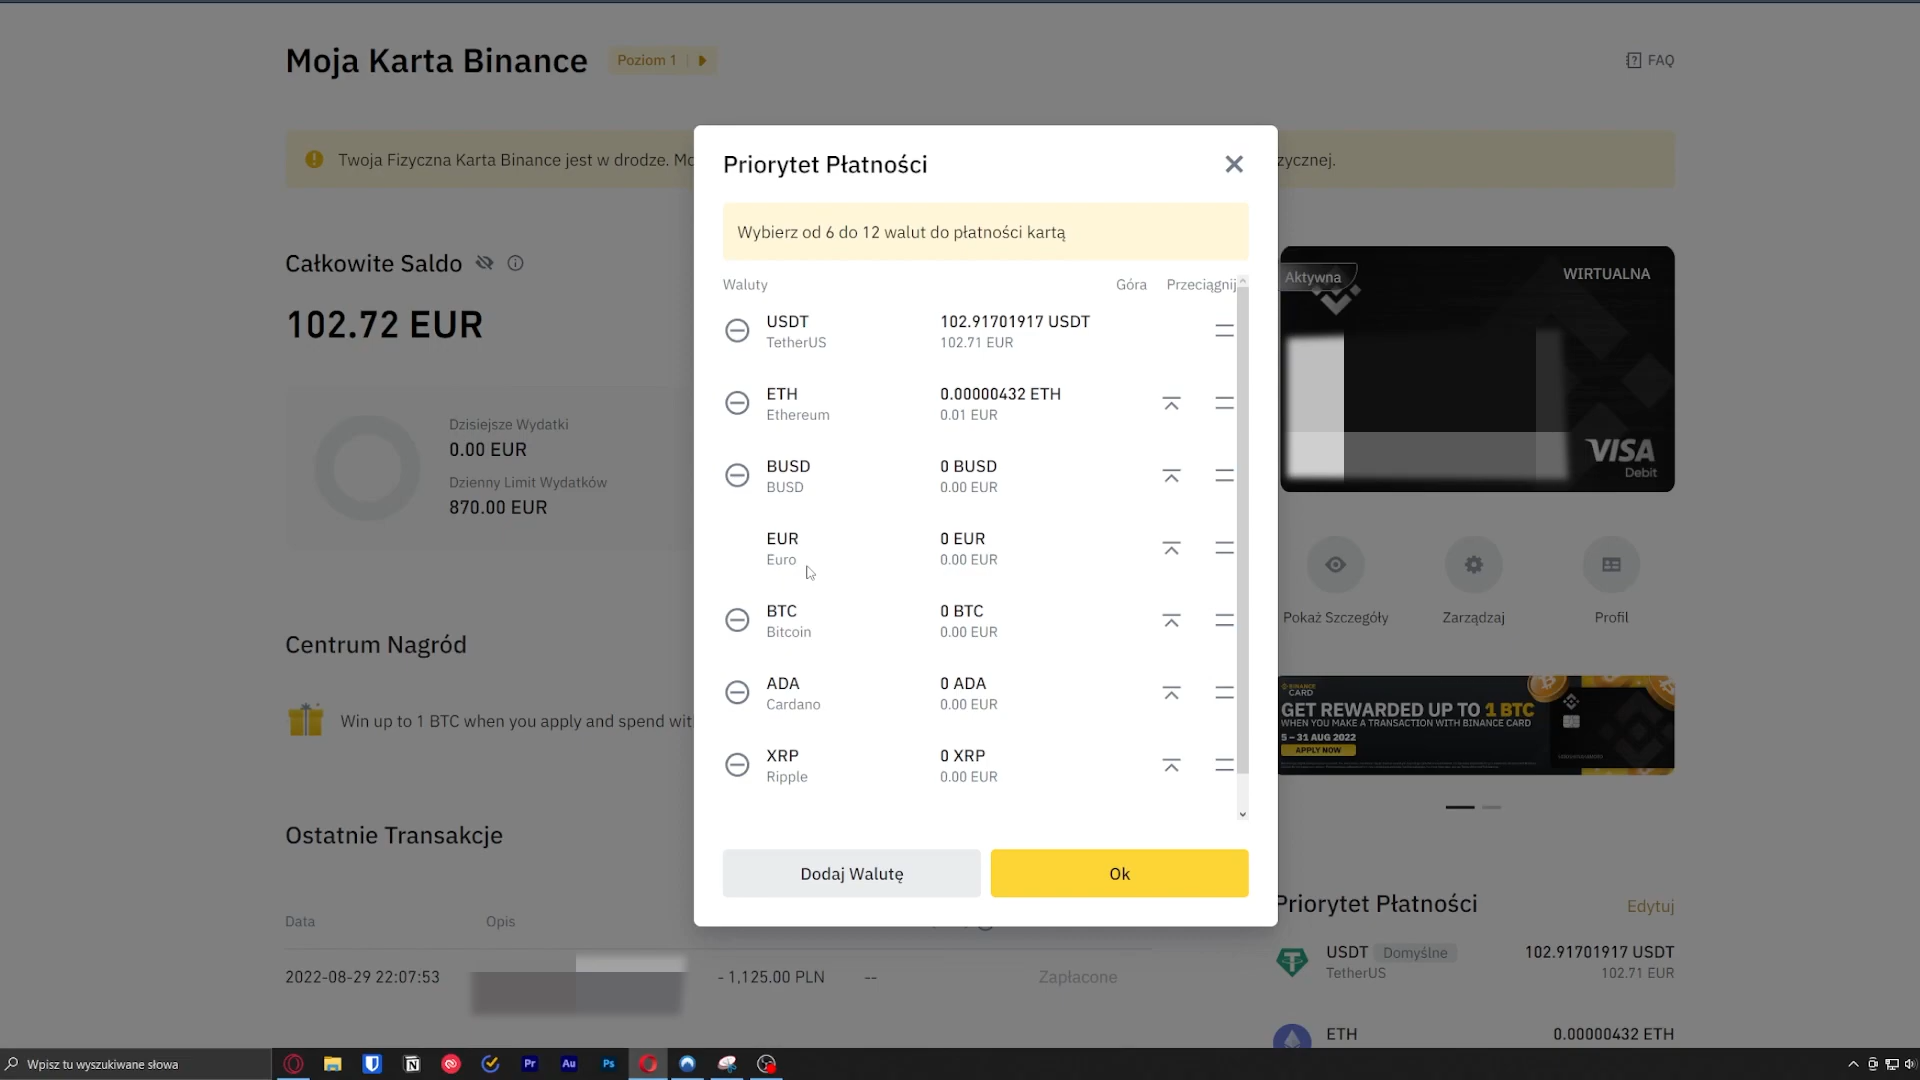 Moja Karta Binance
Poziom 1
FAQ
Twoja Fizyczna Karta Binance jest w drodze. Mo
zycznej.
Całkowite Saldo
102.72 EUR
Dzisiejsze Wydatki
0.00 EUR
Dzienny Limit Wydatków
870.00 EUR
Centrum Nagród
Win up to 1 BTC when you apply and spend wit
Ostatnie Transakcje
Data Opis
2022-08-29 22:07:53 - 1,125.00 PLN -- Zapłacone
Priorytet Płatności
Wybierz od 6 do 12 walut do płatności kartą
Waluty Góra Przeciągnij
USDT 102.91701917 USDT
TetherUS 102.71 EUR
ETH 0.00000432 ETH
Ethereum 0.01 EUR
BUSD 0 BUSD
BUSD 0.00 EUR
EUR 0 EUR
Euro 0.00 EUR
BTC 0 BTC
Bitcoin 0.00 EUR
ADA 0 ADA
Cardano 0.00 EUR
XRP 0 XRP
Ripple 0.00 EUR
Dodaj Walutę Ok
Aktywna WIRTUALNA
VISA
Debit
Pokaż Szczegóły Zarządzaj Profil
BINANCE
CARD
GET REWARDED UP TO 1 BTC
WHEN YOU MAKE A TRANSACTION WITH BINANCE CARD
5 – 31 AUG 2022
APPLY NOW
Priorytet Płatności Edytuj
USDT Domyślne 102.91701917 USDT
TetherUS 102.71 EUR
ETH 0.00000432 ETH
Wpisz tu wyszukiwane słowa
Pr
Au
Ps